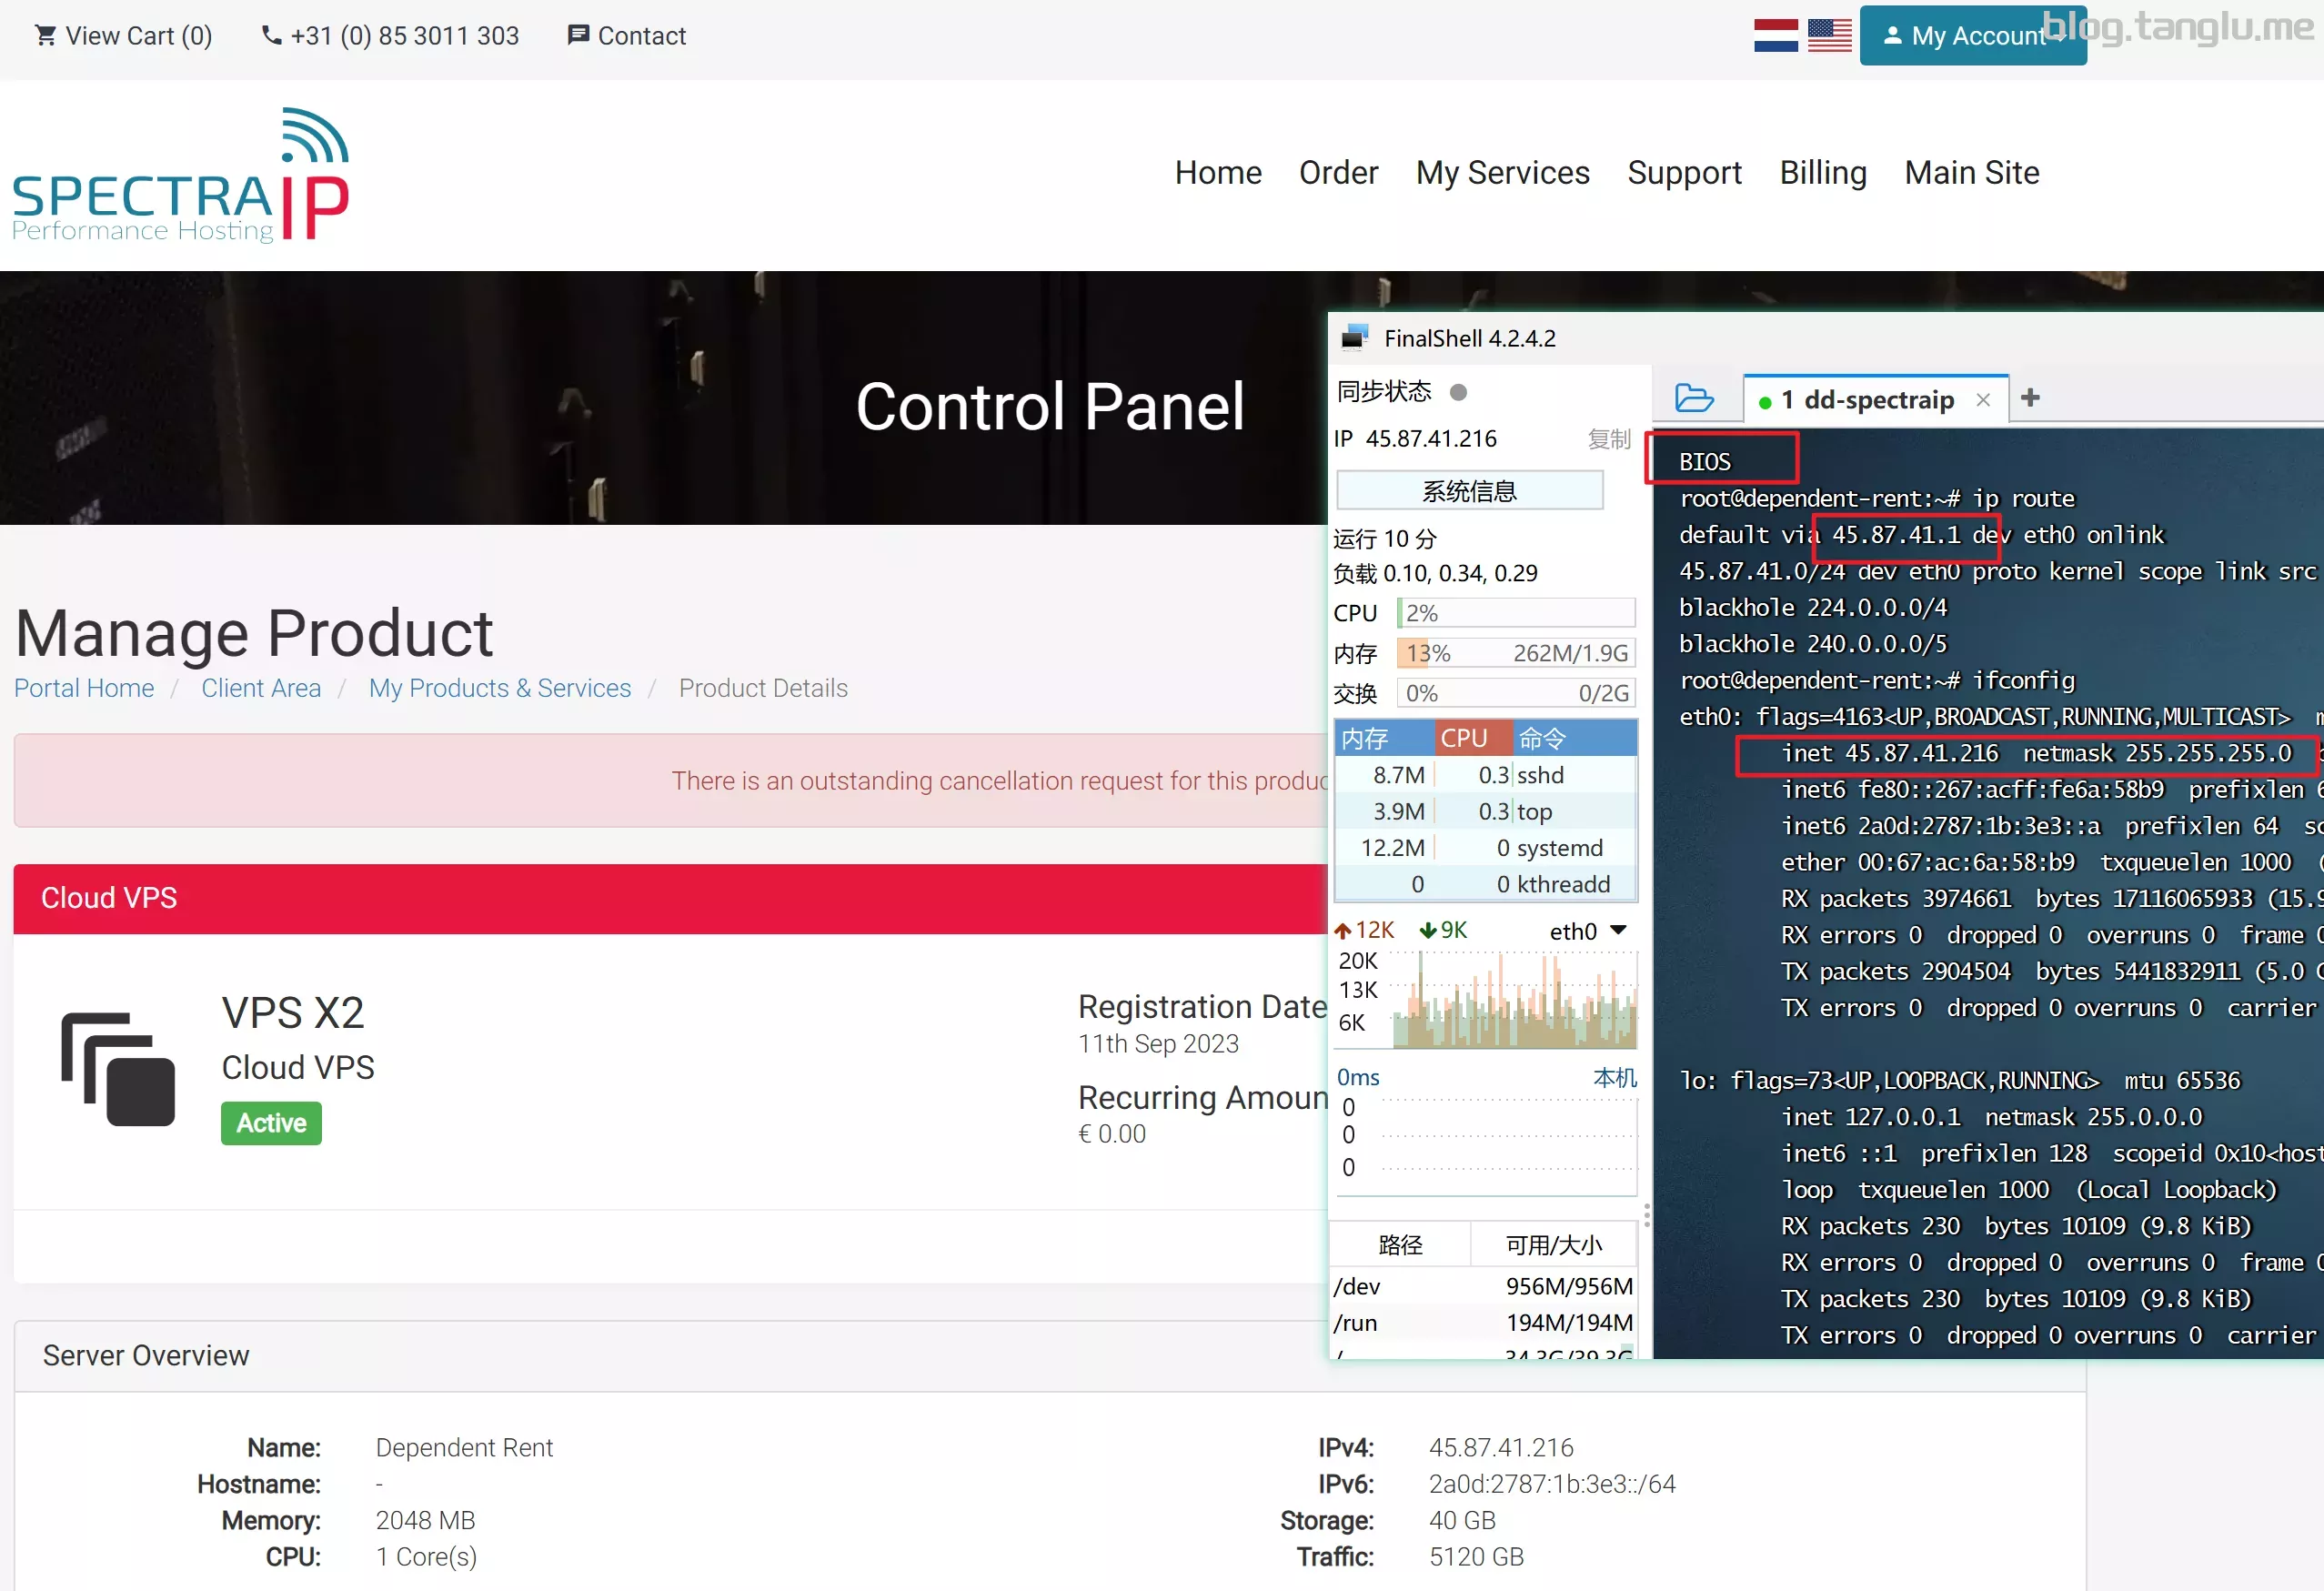 View Cart (0) +31 (0) 85 3011 303 Contact My Account
blog.tanglu.me
SPECTRAIP
Performance Hosting
Home Order My Services Support Billing Main Site
Control Panel
Manage Product
Portal Home / Client Area / My Products & Services / Product Details
There is an outstanding cancellation request for this produc
Cloud VPS
VPS X2
Cloud VPS
Active
Registration Date
11th Sep 2023
Recurring Amoun
€ 0.00
Server Overview
Name: Dependent Rent
Hostname: -
Memory: 2048 MB
CPU: 1 Core(s)
IPv4: 45.87.41.216
IPv6: 2a0d:2787:1b:3e3::/64
Storage: 40 GB
Traffic: 5120 GB
FinalShell 4.2.4.2
同步状态
IP 45.87.41.216 复制
系统信息
运行 10 分
负载 0.10, 0.34, 0.29
CPU 2%
内存 13% 262M/1.9G
交换 0% 0/2G
内存 CPU 命令
8.7M 0.3 sshd
3.9M 0.3 top
12.2M 0 systemd
0 0 kthreadd
12K 9K eth0
20K
13K
6K
0ms 本机
0
0
0
路径 可用/大小
/dev 956M/956M
/run 194M/194M
/ 34.3G/39.3G
1 dd-spectraip
BIOS
root@dependent-rent:~# ip route
default via 45.87.41.1 dev eth0 onlink
45.87.41.0/24 dev eth0 proto kernel scope link src
blackhole 224.0.0.0/4
blackhole 240.0.0.0/5
root@dependent-rent:~# ifconfig
eth0: flags=4163<UP,BROADCAST,RUNNING,MULTICAST>
inet 45.87.41.216 netmask 255.255.255.0
inet6 fe80::267:acff:fe6a:58b9 prefixlen 6
inet6 2a0d:2787:1b:3e3::a prefixlen 64 sc
ether 00:67:ac:6a:58:b9 txqueuelen 1000 (
RX packets 3974661 bytes 17116065933 (15.9
RX errors 0 dropped 0 overruns 0 frame 0
TX packets 2904504 bytes 5441832911 (5.0 G
TX errors 0 dropped 0 overruns 0 carrier
lo: flags=73<UP,LOOPBACK,RUNNING> mtu 65536
inet 127.0.0.1 netmask 255.0.0.0
inet6 ::1 prefixlen 128 scopeid 0x10<host
loop txqueuelen 1000 (Local Loopback)
RX packets 230 bytes 10109 (9.8 KiB)
RX errors 0 dropped 0 overruns 0 frame 0
TX packets 230 bytes 10109 (9.8 KiB)
TX errors 0 dropped 0 overruns 0 carrier